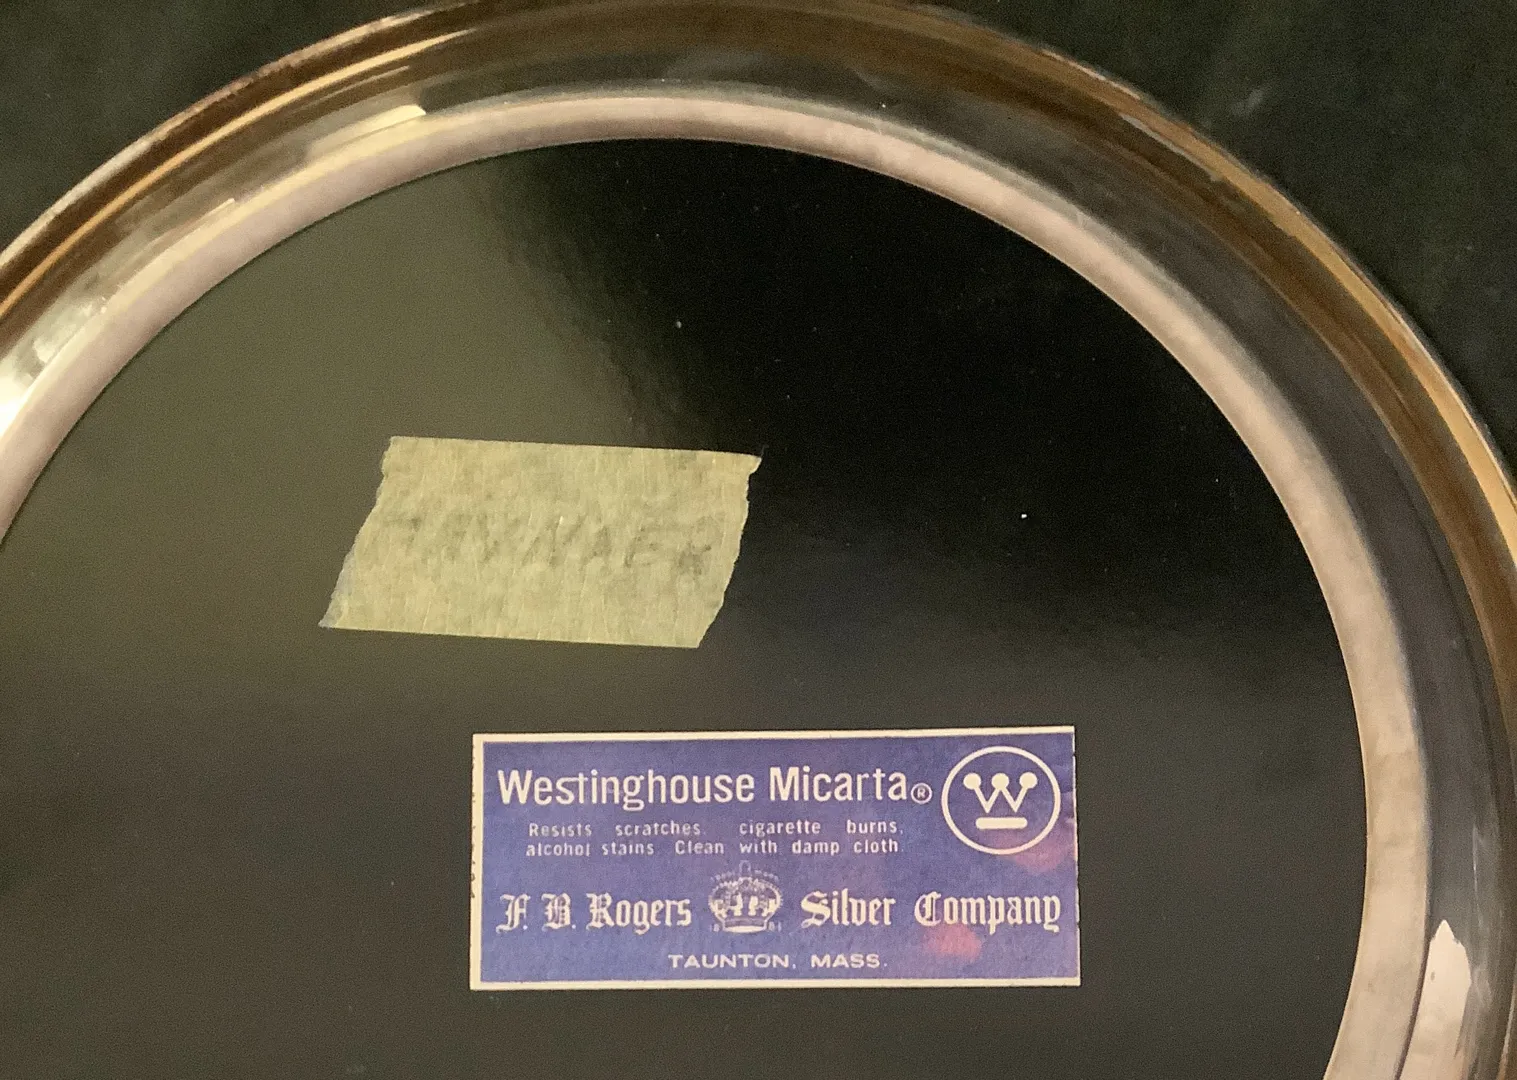 Westinghouse Micarta®
Resists scratches, cigarette burns,
alcohol stains Clean with damp cloth.
F. B. Rogers Silver Company
TAUNTON, MASS.